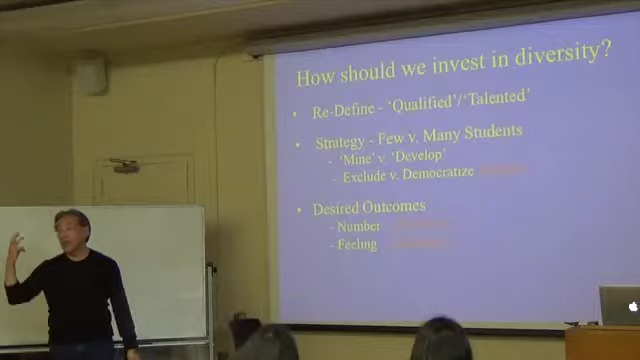 How should we invest in diversity?
• Re-Define - 'Qualified'/'Talented'
• Strategy - Few v. Many Students
- 'Mine' v. 'Develop'
- Exclude v. Democratize
• Desired Outcomes
- Number
- Feeling